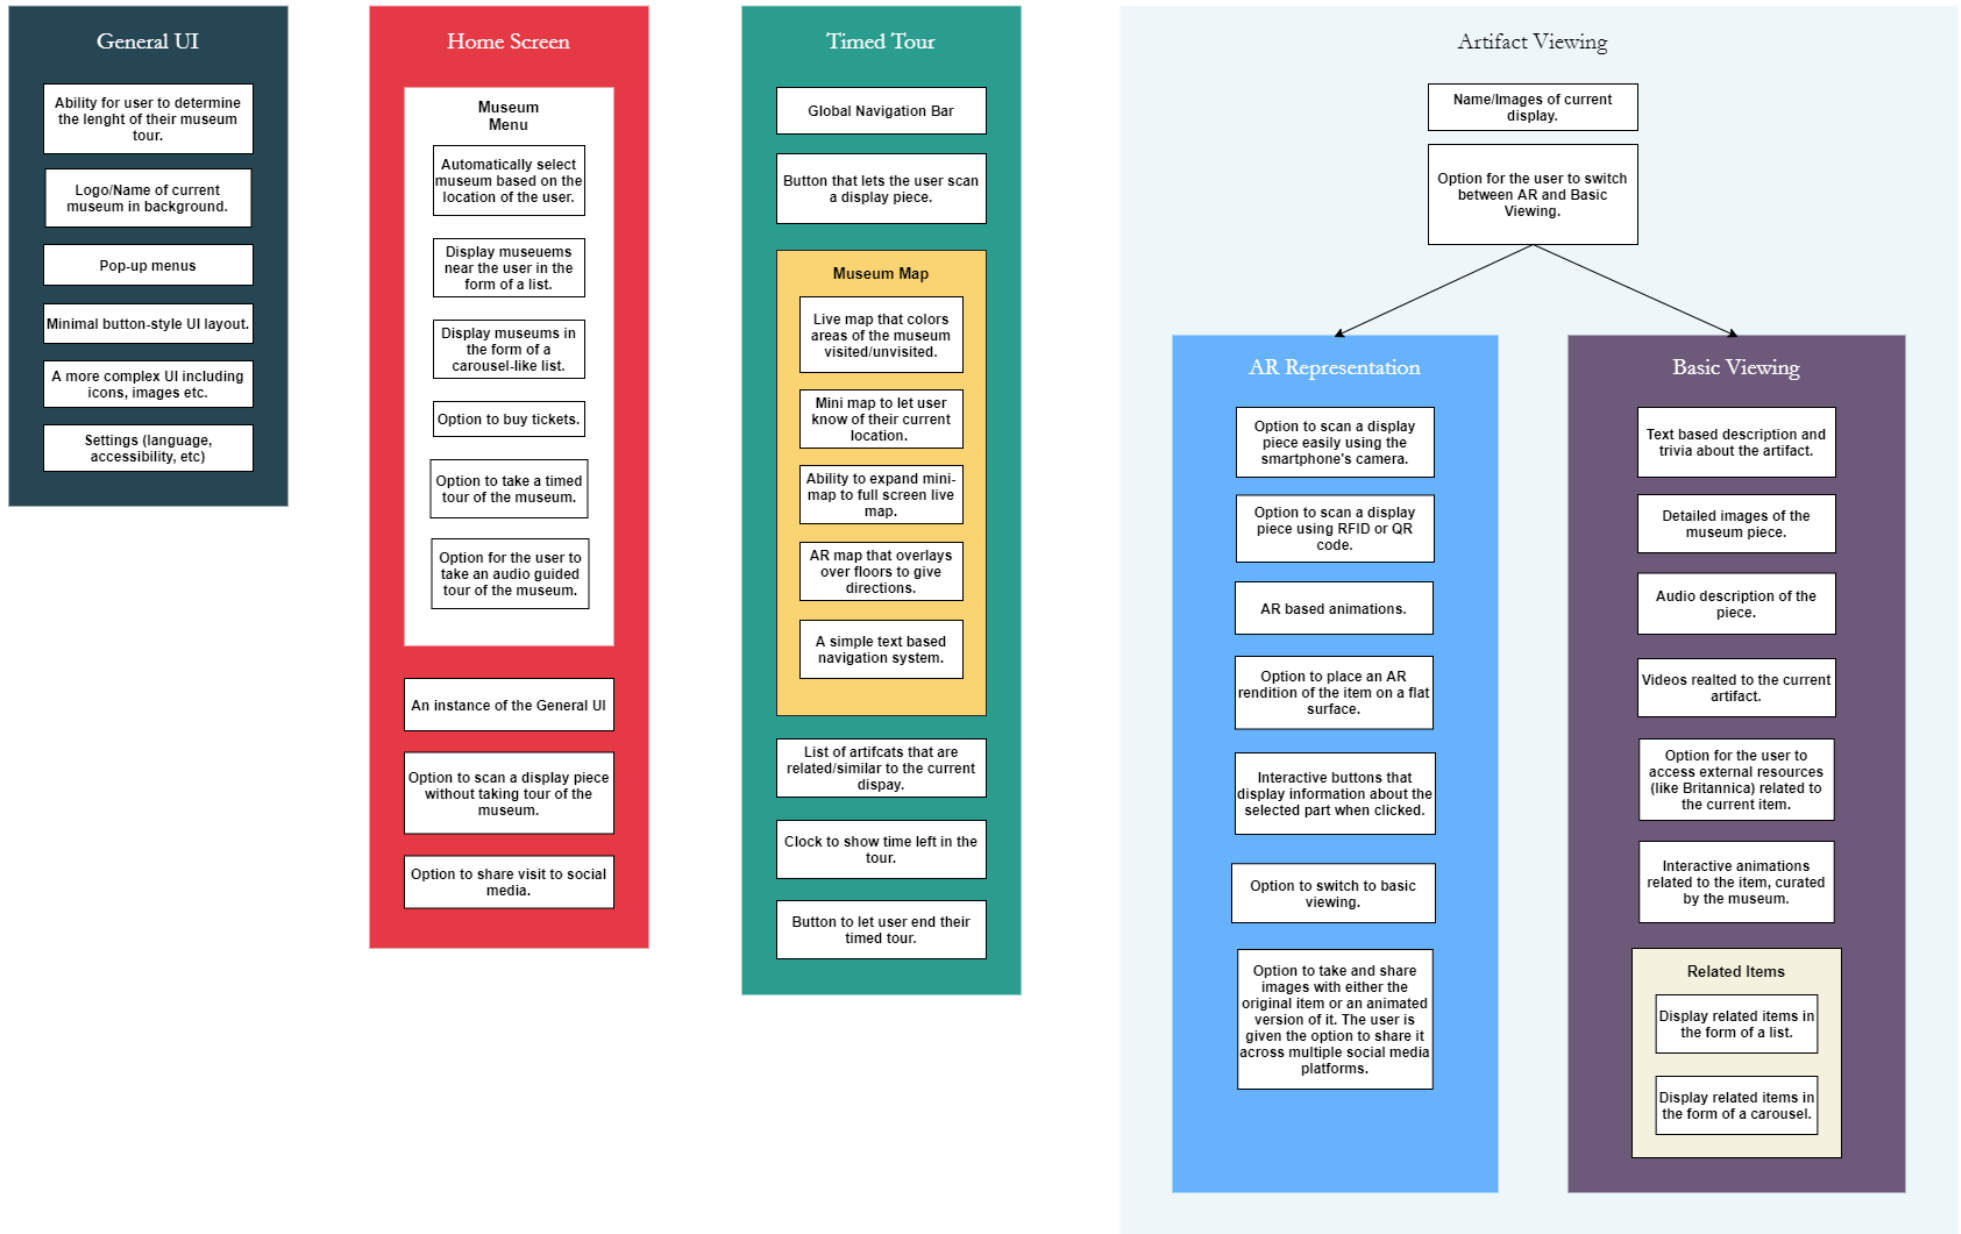 General UI
Ability for user to determine
the lenght of their museum
tour.
Logo/Name of current
museum in background.
Pop-up menus
Minimal button-style UI layout.
A more complex UI including
icons, images etc.
Settings (language,
accessibility, etc)
Home Screen
Museum
Menu
Automatically select
museum based on the
location of the user.
Display museuems
near the user in the
form of a list.
Display museums in
the form of a
carousel-like list.
Option to buy tickets.
Option to take a timed
tour of the museum.
Option for the user to
take an audio guided
tour of the museum.
An instance of the General UI
Option to scan a display piece
without taking tour of the
museum.
Option to share visit to social
media.
Timed Tour
Global Navigation Bar
Button that lets the user scan
a display piece.
Museum Map
Live map that colors
areas of the museum
visited/unvisited.
Mini map to let user
know of their current
location.
Ability to expand mini-
map to full screen live
map.
AR map that overlays
over floors to give
directions.
A simple text based
navigation system.
List of artifcats that are
related/similar to the current
dispay.
Clock to show time left in the
tour.
Button to let user end their
timed tour.
Artifact Viewing
Name/Images of current
display.
Option for the user to switch
between AR and Basic
Viewing.
AR Representation
Option to scan a display
piece easily using the
smartphone's camera.
Option to scan a display
piece using RFID or QR
code.
AR based animations.
Option to place an AR
rendition of the item on a flat
surface.
Interactive buttons that
display information about the
selected part when clicked.
Option to switch to basic
viewing.
Option to take and share
images with either the
original item or an animated
version of it. The user is
given the option to share it
across multiple social media
platforms.
Basic Viewing
Text based description and
trivia about the artifact.
Detailed images of the
museum piece.
Audio description of the
piece.
Videos realted to the current
artifact.
Option for the user to
access external resources
(like Britannica) related to
the current item.
Interactive animations
related to the item, curated
by the museum.
Related Items
Display related items in
the form of a list.
Display related items in
the form of a carousel.